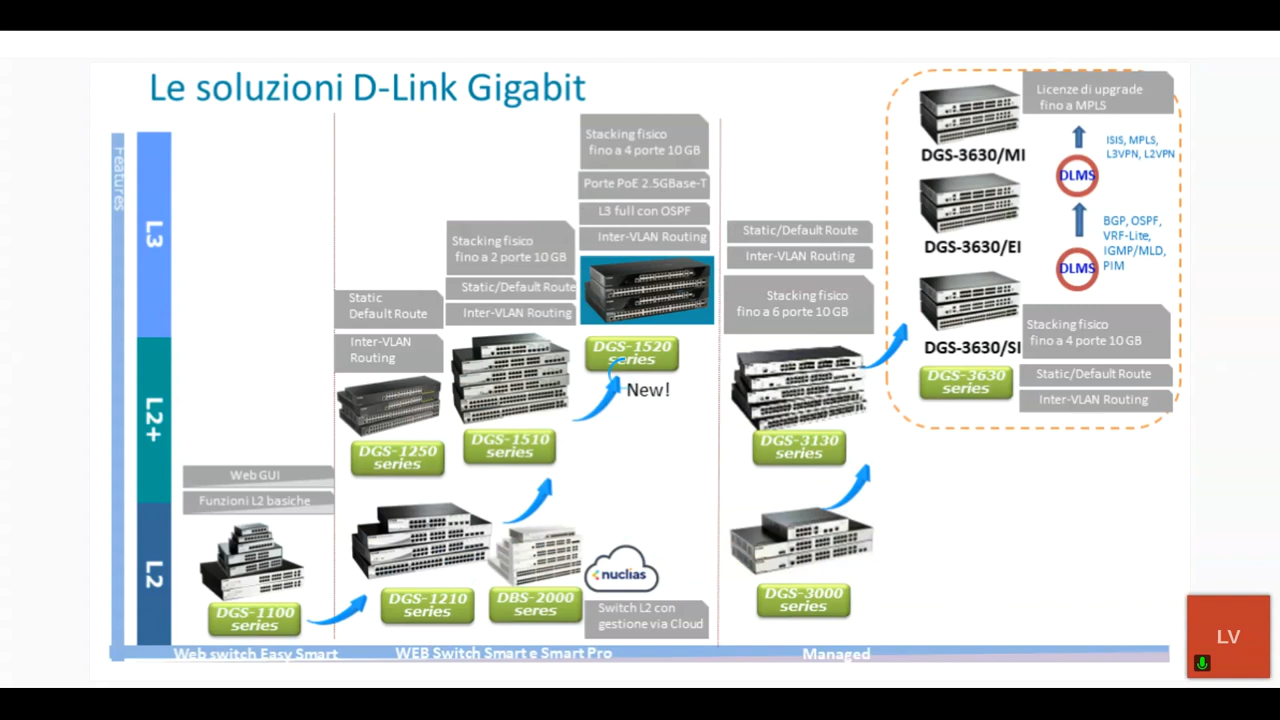 Le soluzioni D-Link Gigabit
Features
L3
L2+
L2
Web GUI
Funzioni L2 basiche
DGS-1100
series
Static
Default Route
Inter-VLAN
Routing
DGS-1250
series
Stacking fisico
fino a 2 porte 10 GB
Static/Default Route
Inter-VLAN Routing
DGS-1510
series
Stacking fisico
fino a 4 porte 10 GB
Porte PoE 2.5GBase-T
L3 full con OSPF
Inter-VLAN Routing
DGS-1520
series
New!
DGS-1210
series
DBS-2000
seres
nuclias
Switch L2 con
gestione via Cloud
Static/Default Route
Inter-VLAN Routing
Stacking fisico
fino a 6 porte 10 GB
DGS-3130
series
DGS-3000
series
Licenze di upgrade
fino a MPLS
DGS-3630/MI
ISIS, MPLS,
L3VPN, L2VPN
DLMS
DGS-3630/EI
BGP, OSPF,
VRF-Lite,
IGMP/MLD,
PIM
DLMS
DGS-3630/SI
Stacking fisico
fino a 4 porte 10 GB
Static/Default Route
Inter-VLAN Routing
DGS-3630
series
Web switch Easy Smart
WEB Switch Smart e Smart Pro
Managed
LV